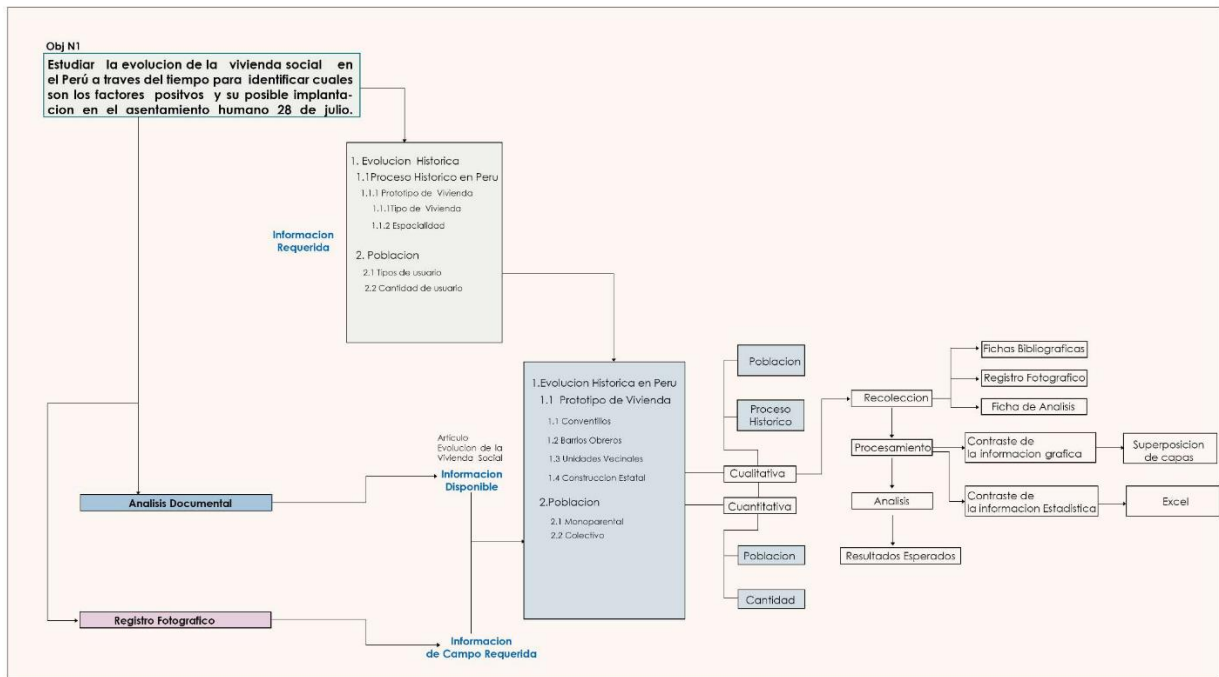 Obj N1
Estudiar la evolucion de la vivienda social en
el Perú a traves del tiempo para identificar cuales
son los factores positvos y su posible implanta-
cion en el asentamiento humano 28 de julio.
Informacion
Requerida
1. Evolucion Historica
1.1Proceso Historico en Peru
1.1.1 Prototipo de Vivienda
1.1.1Tipo de Vivienda
1.1.2 Espacialidad
2. Poblacion
2.1 Tipos de usuario
2.2 Cantidad de usuario
Analisis Documental
Registro Fotografico
Articulo
Evolucion de la
Vivienda Social
Informacion
Disponible
Informacion
de Campo Requerida
1.Evolucion Historica en Peru
1.1 Prototipo de Vivienda
1.1 Conventillos
1.2 Barrios Obreros
1.3 Unidades Vecinales
1.4 Construccion Estatal
2.Poblacion
2.1 Monoparental
2.2 Colectivo
Poblacion
Proceso
Historico
Cualitativa
Cuantitativa
Poblacion
Cantidad
Recoleccion
Procesamiento
Analisis
Resultados Esperados
Fichas Bibliograficas
Registro Fotografico
Ficha de Analisis
Contraste de
la informacion grafica
Superposicion
de capas
Contraste de
la informacion Estadistica
Excel